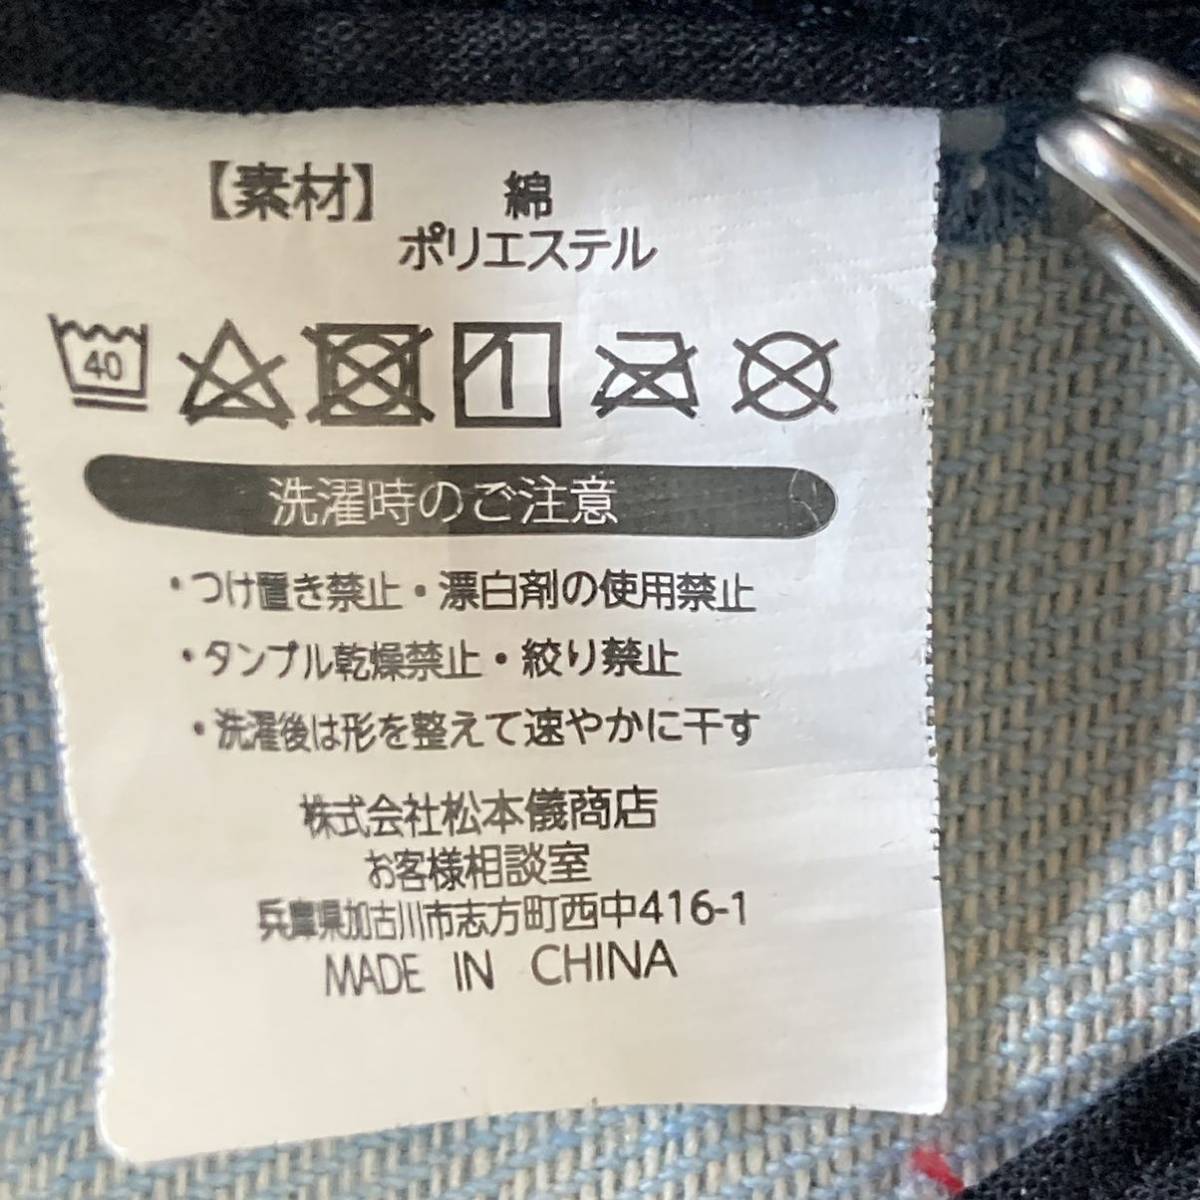 【素材】 綿
ポリエステル
40
洗濯時のご注意
・つけ置き禁止・漂白剤の使用禁止
・タンブル乾燥禁止・絞り禁止
・洗濯後は形を整えて速やかに干す
株式会社松本儀商店
お客様相談室
兵庫県加古川市志方町西中416-1
MADE IN CHINA